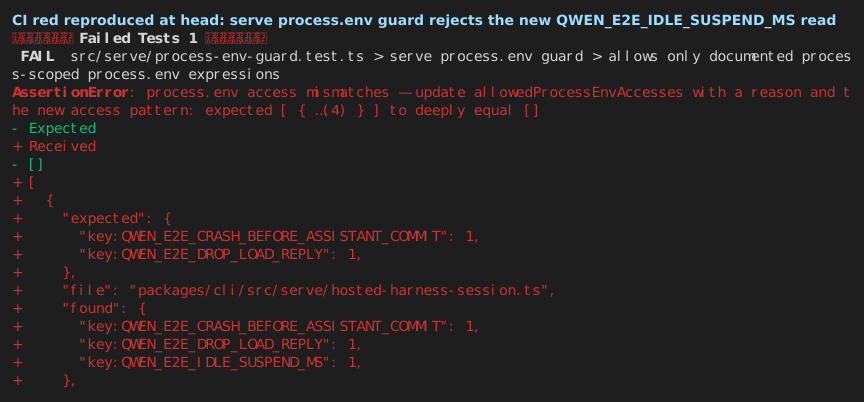 CI red reproduced at head: serve process.env guard rejects the new QWEN_E2E_IDLE_SUSPEND_MS read
Failed Tests 1
FAIL src/serve/process-env-guard.test.ts > serve process.env guard > allows only documented proces
s-scoped process.env expressions
AssertionError: process.env access mismatches — update allowedProcessEnvAccesses with a reason and t
he new access pattern: expected [ { …(4) } ] to deeply equal []
- Expected
+ Received
- []
+ [
+   {
+     "expected": {
+       "key:QWEN_E2E_CRASH_BEFORE_ASSISTANT_COMMIT": 1,
+       "key:QWEN_E2E_DROP_LOAD_REPLY": 1,
+     },
+     "file": "packages/cli/src/serve/hosted-harness-session.ts",
+     "found": {
+       "key:QWEN_E2E_CRASH_BEFORE_ASSISTANT_COMMIT": 1,
+       "key:QWEN_E2E_DROP_LOAD_REPLY": 1,
+       "key:QWEN_E2E_IDLE_SUSPEND_MS": 1,
+     },